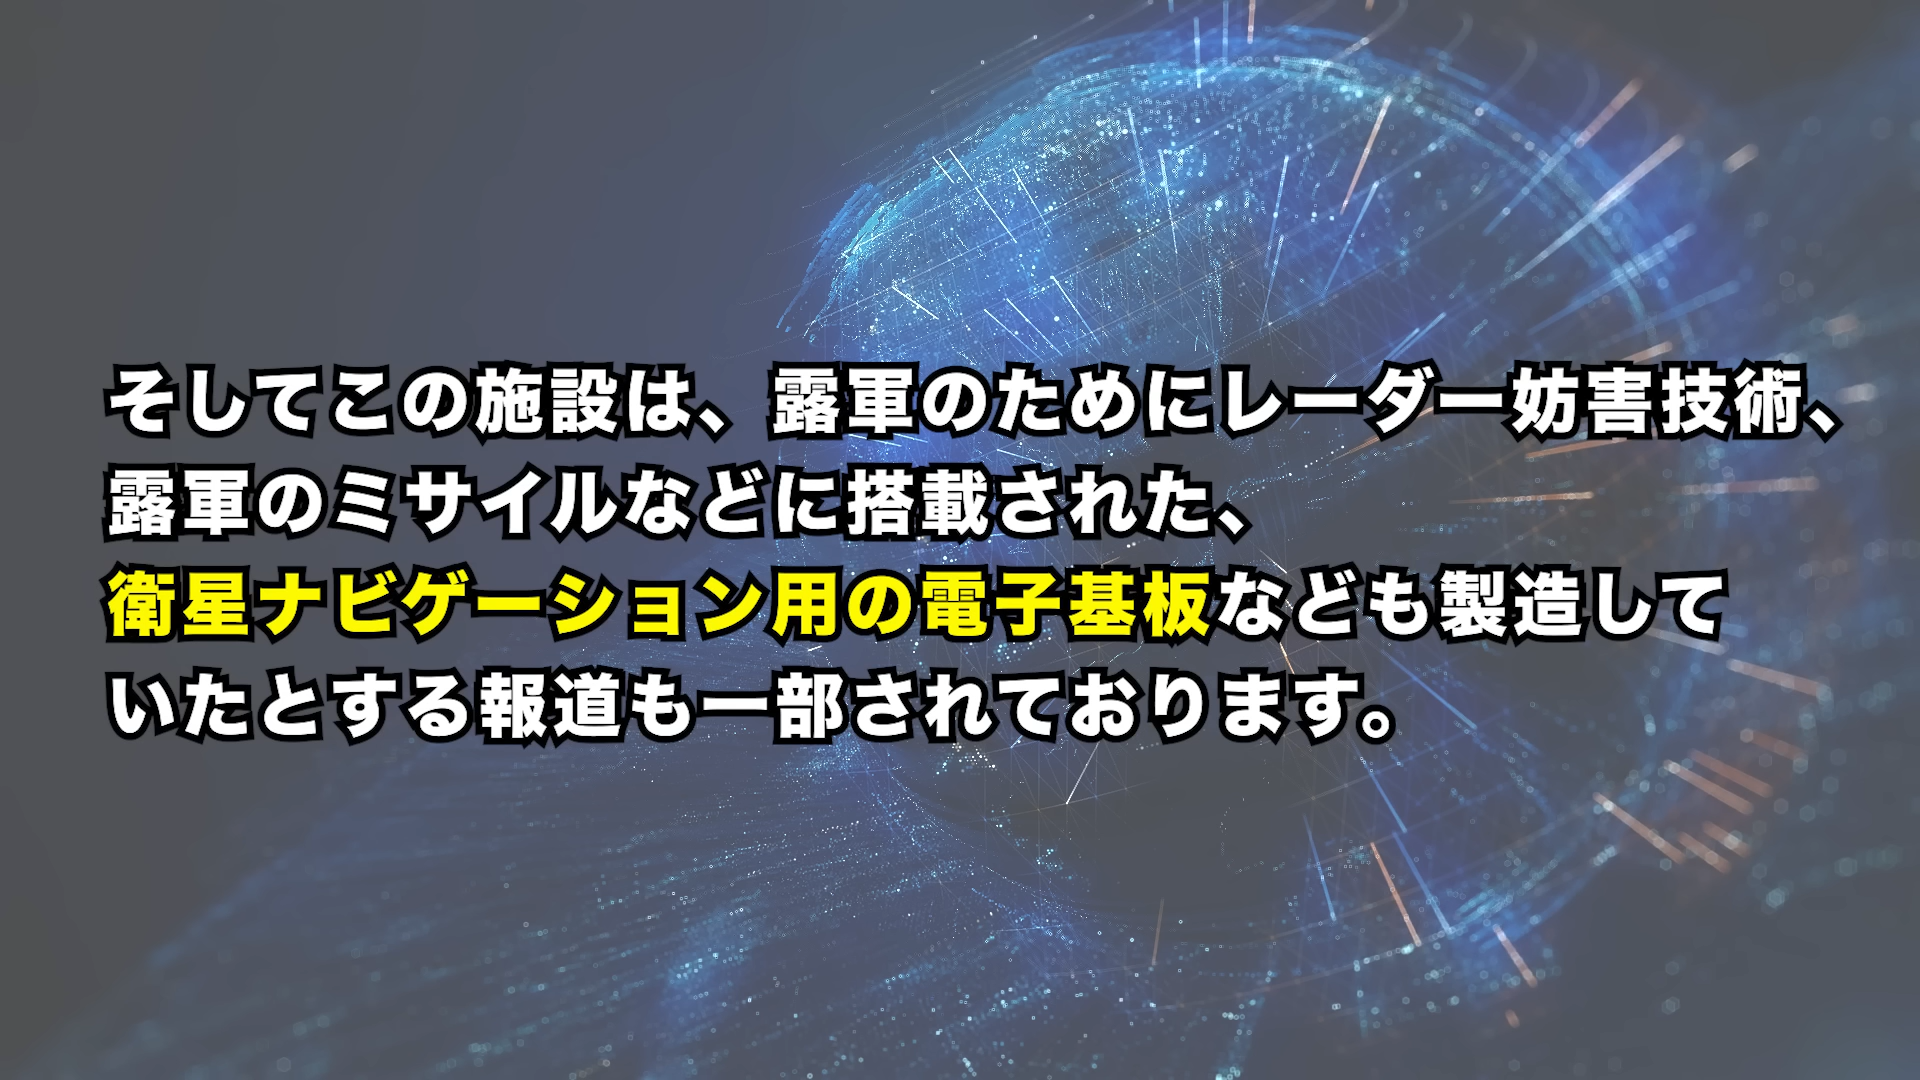 そしてこの施設は、露軍のためにレーダー妨害技術、
露軍のミサイルなどに搭載された、
衛星ナビゲーション用の電子基板なども製造して
いたとする報道も一部されております。